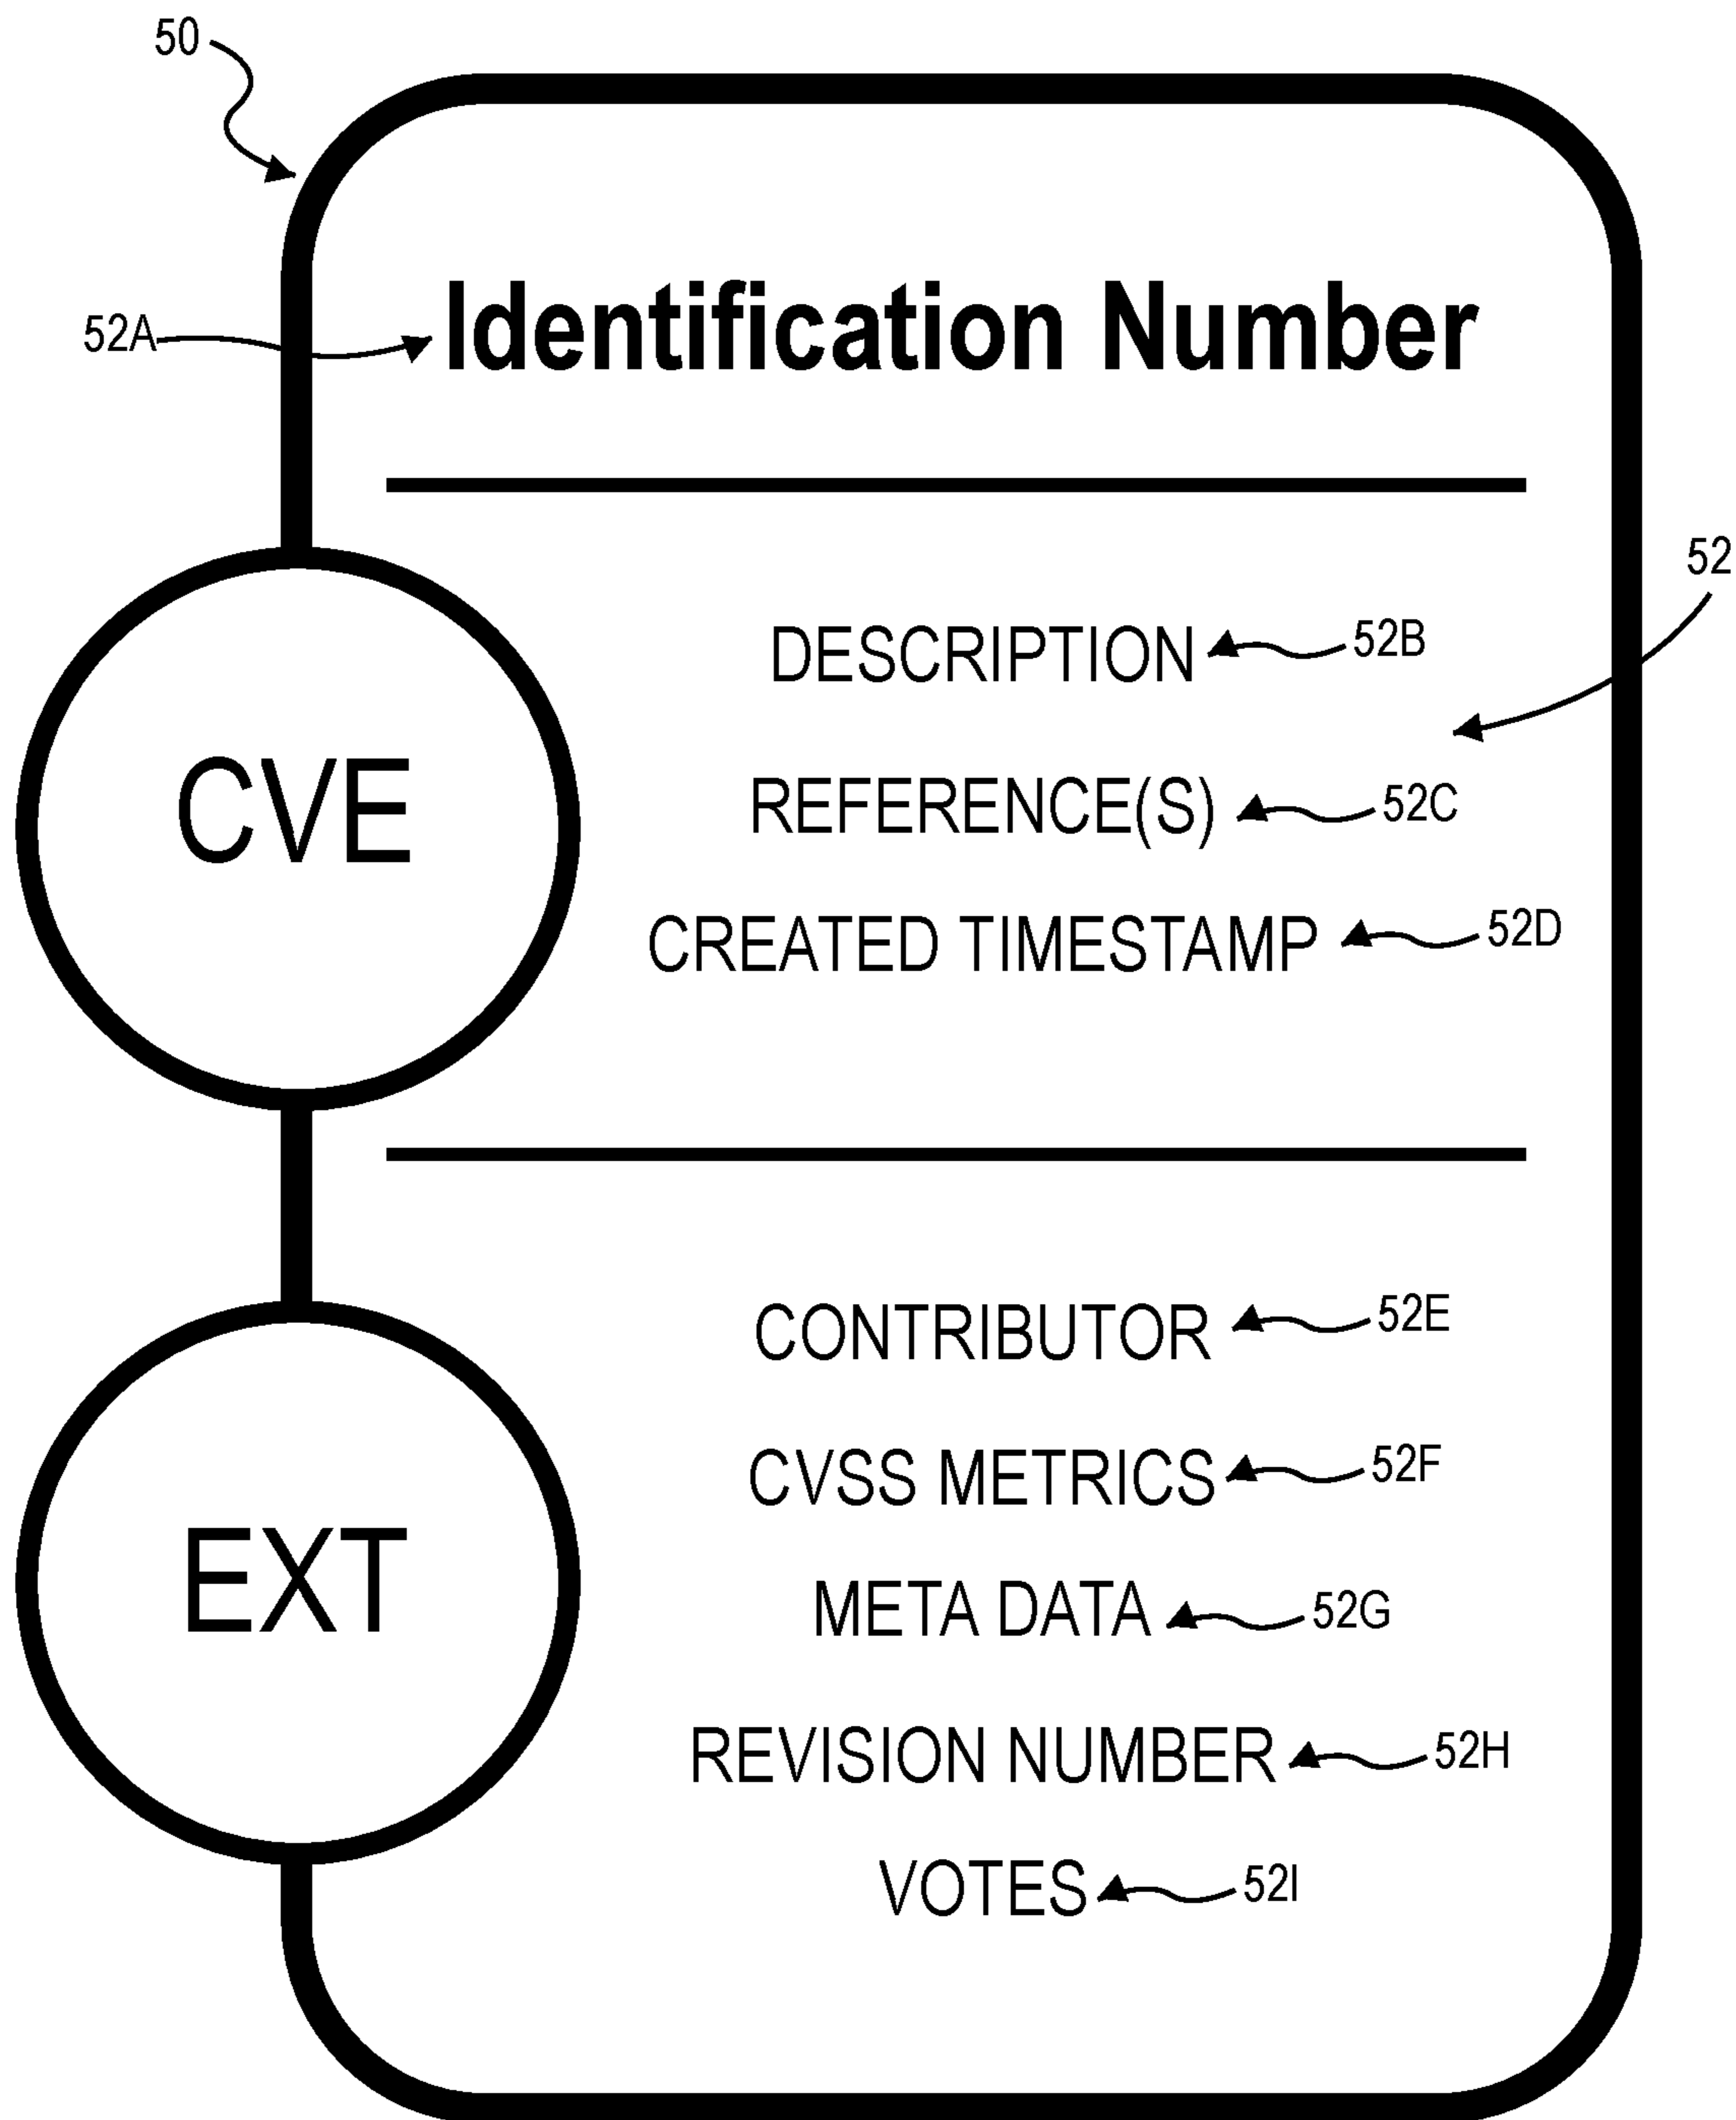 50
52A
Identification Number
52
DESCRIPTION 52B
CVE
REFERENCE(S) 52C
CREATED TIMESTAMP 52D
CONTRIBUTOR 52E
CVSS METRICS 52F
EXT
META DATA 52G
REVISION NUMBER 52H
VOTES 52I